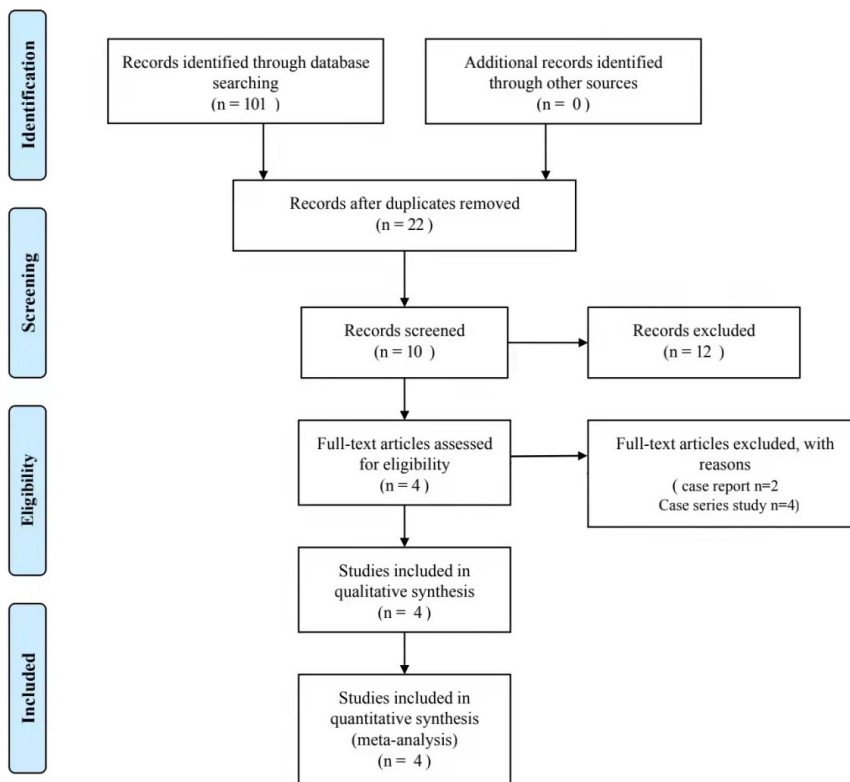 Identification
Records identified through database
searching
(n = 101 )
Additional records identified
through other sources
(n = 0 )
Records after duplicates removed
(n = 22 )
Screening
Records screened
(n = 10 )
Records excluded
(n = 12 )
Eligibility
Full-text articles assessed
for eligibility
(n = 4 )
Full-text articles excluded, with
reasons
( case report n=2
Case series study n=4)
Studies included in
qualitative synthesis
(n = 4 )
Included
Studies included in
quantitative synthesis
(meta-analysis)
(n = 4 )